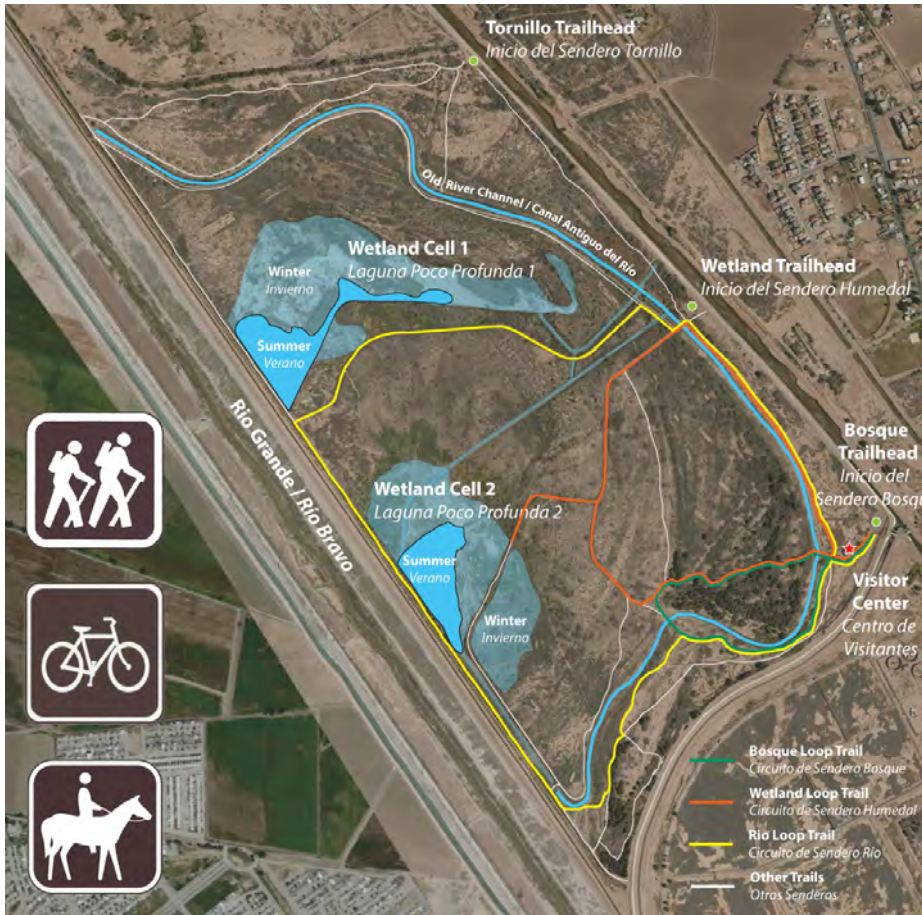 Tornillo Trailhead
Inicio del Sendero Tornillo
Old River Channel / Canal Antiguo del Río
Wetland Cell 1
Laguna Poco Profunda 1
Winter
Invierno
Wetland Trailhead
Inicio del Sendero Humedal
Summer
Verano
Rio Grande / Río Bravo
Bosque
Trailhead
Inicio del
Sendero Bosq
Wetland Cell 2
Laguna Poco Profunda 2
Summer
Verano
Winter
Invierno
Visitor
Center
Centro de
Visitantes
Bosque Loop Trail
Circuito de Sendero Bosque
Wetland Loop Trail
Circuito de Sendero Humedal
Rio Loop Trail
Circuito de Sendero Río
Other Trails
Otros Senderos